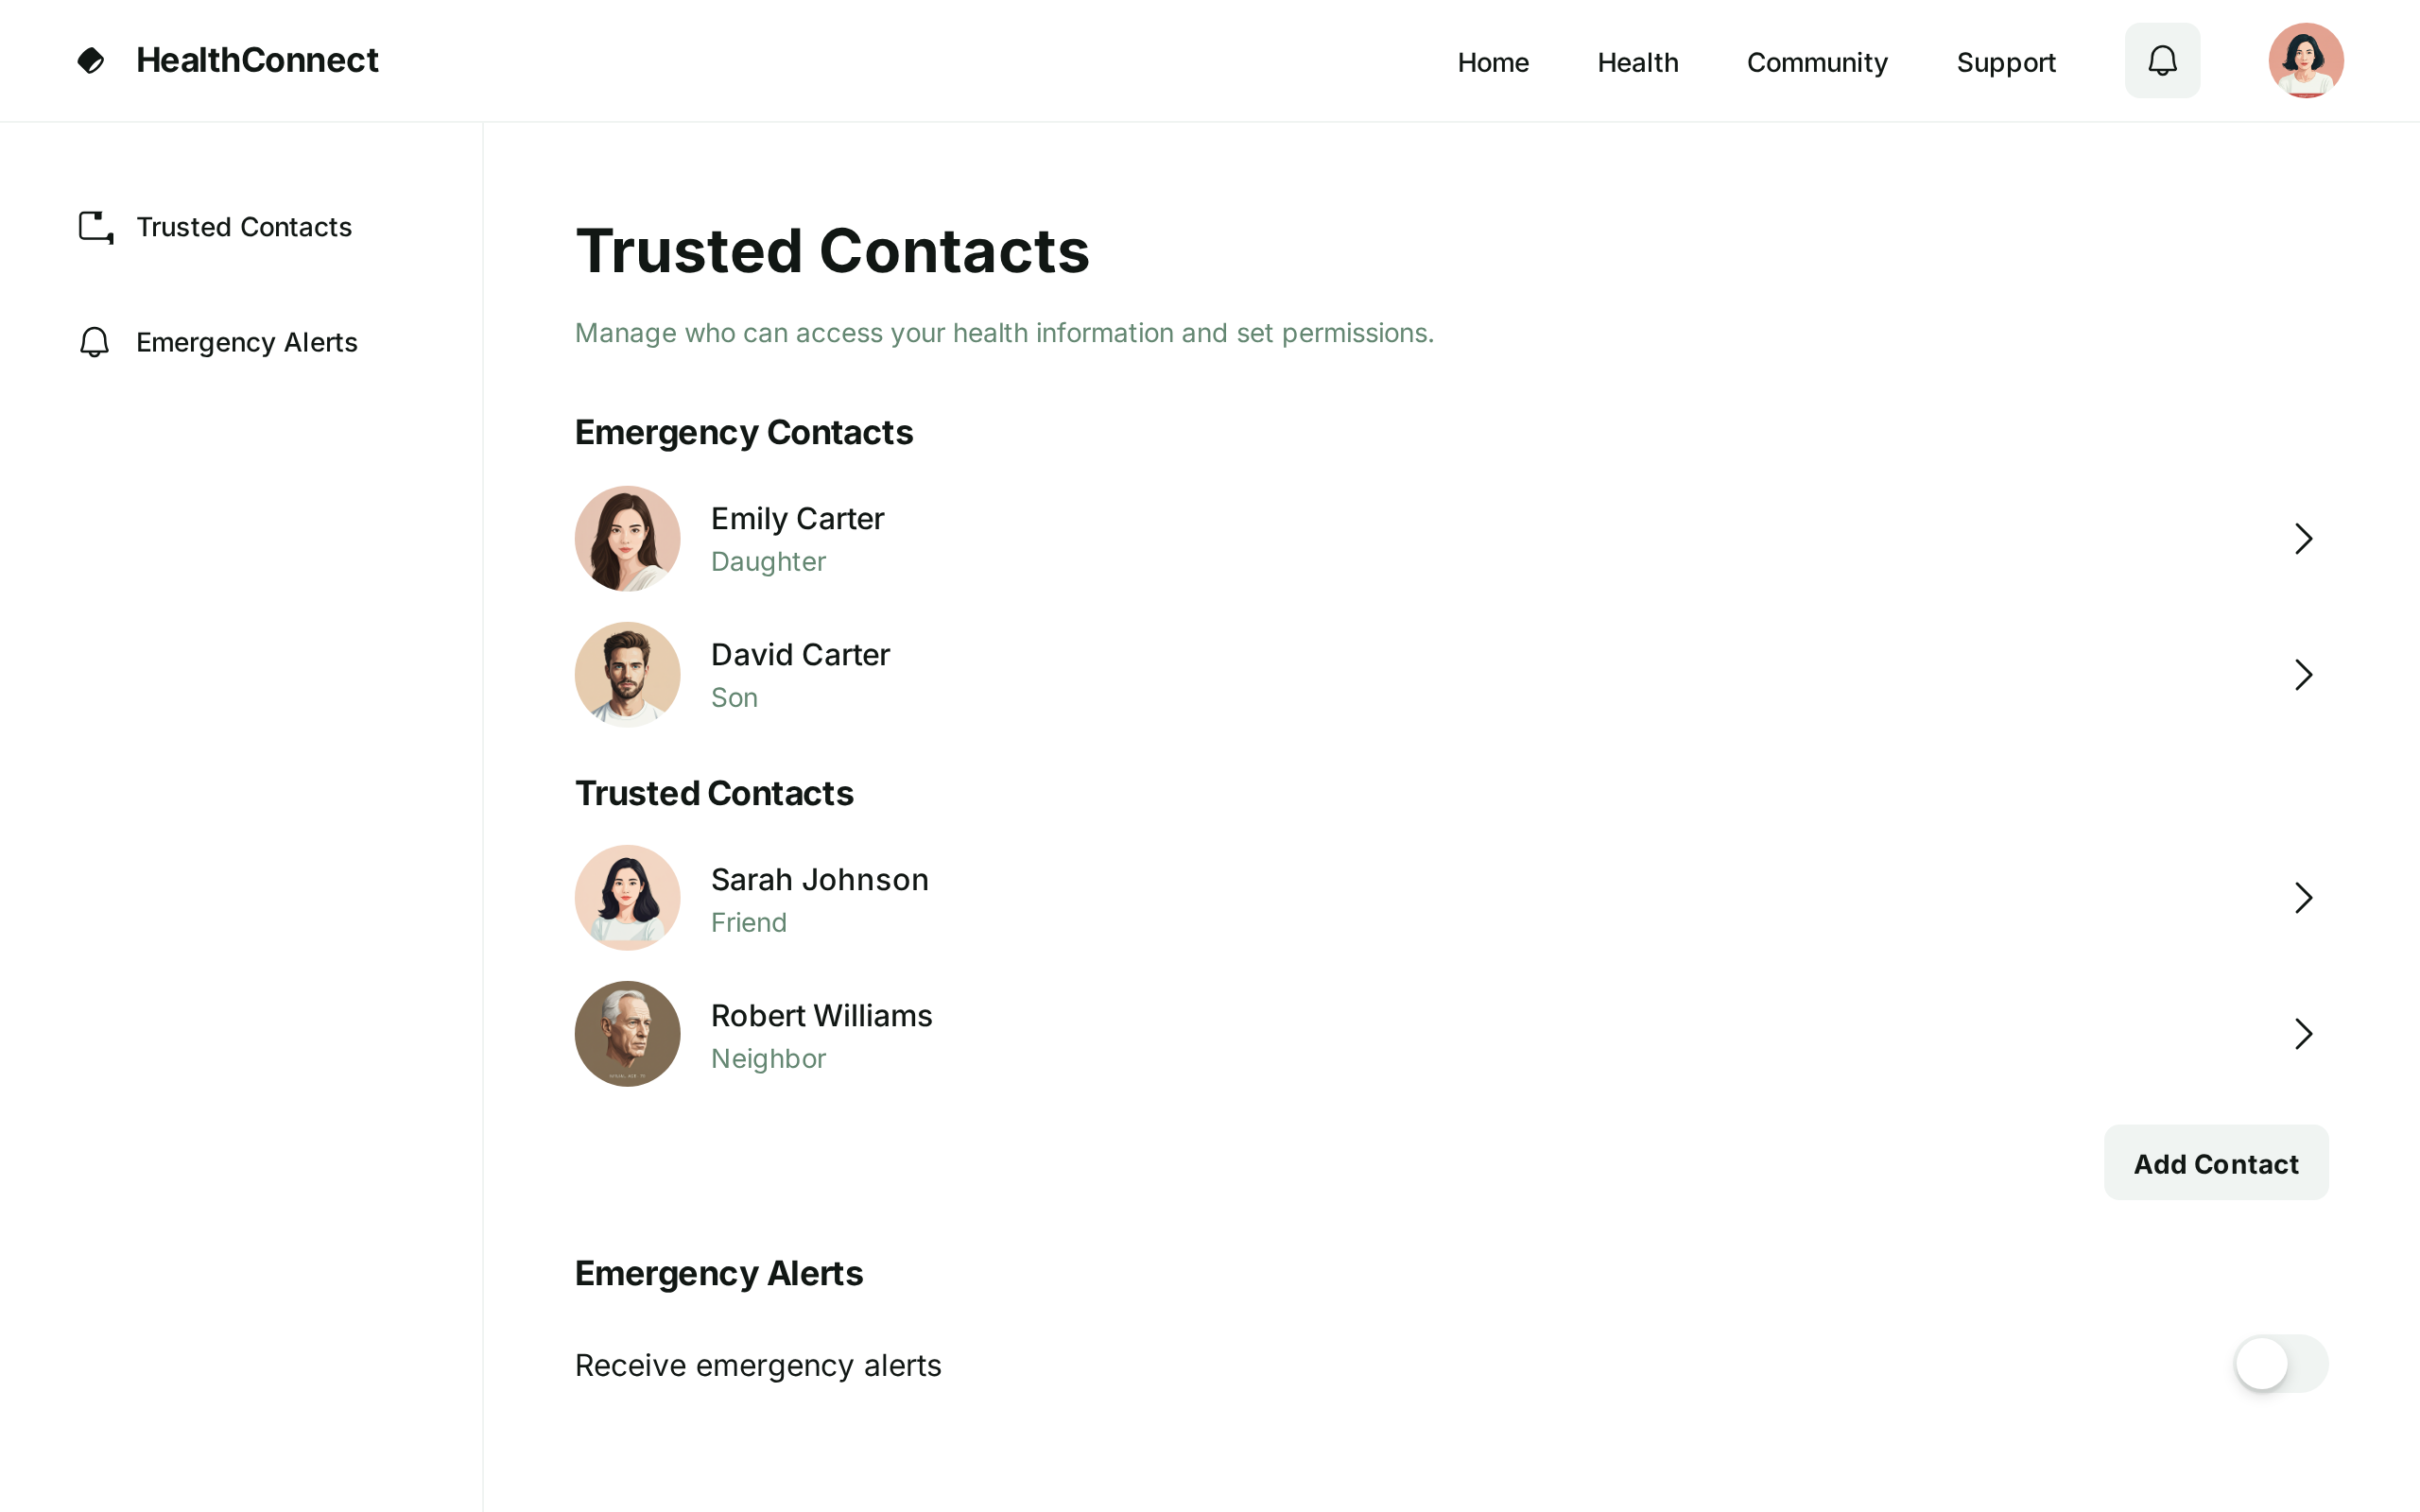 HealthConnect
Home
Health
Community
Support
Trusted Contacts
Emergency Alerts
Trusted Contacts
Manage who can access your health information and set permissions.
Emergency Contacts
Emily Carter
Daughter
David Carter
Son
Trusted Contacts
Sarah Johnson
Friend
Robert Williams
Neighbor
Add Contact
Emergency Alerts
Receive emergency alerts